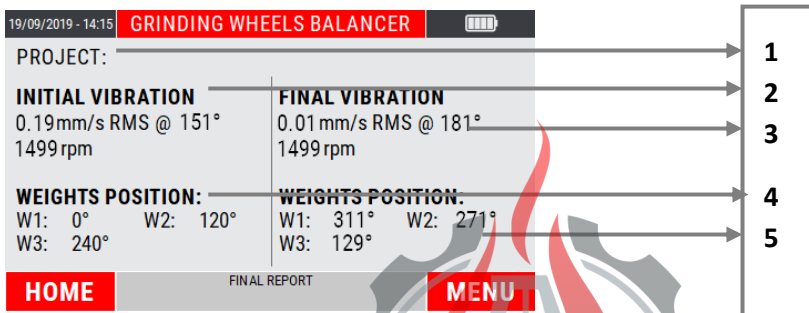 19/09/2019 - 14:15 GRINDING WHEELS BALANCER
PROJECT: 1
INITIAL VIBRATION FINAL VIBRATION 2
0.19mm/s RMS @ 151° 0.01mm/s RMS @ 181° 3
1499 rpm 1499 rpm
WEIGHTS POSITION: WEIGHTS POSITION: 4
W1: 0° W2: 120° W1: 311° W2: 271°
W3: 240° W3: 129° 5
HOME FINAL REPORT MENU